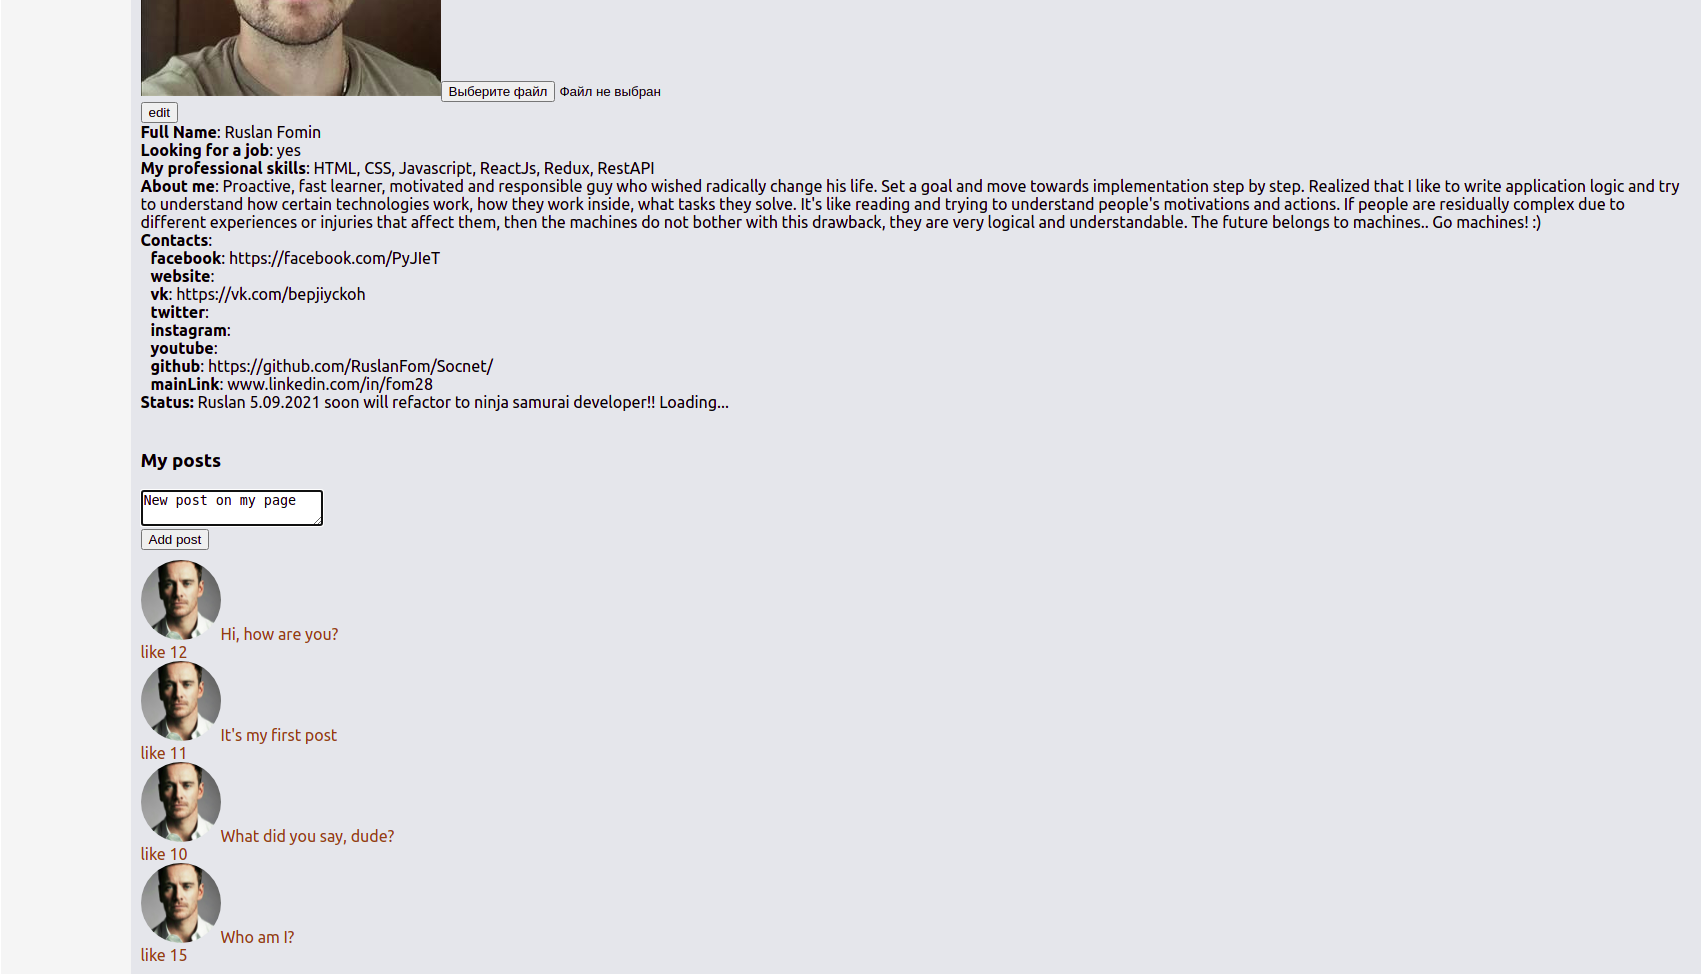 Выберите файл Файл не выбран
edit
Full Name: Ruslan Fomin
Looking for a job: yes
My professional skills: HTML, CSS, Javascript, ReactJs, Redux, RestAPI
About me: Proactive, fast learner, motivated and responsible guy who wished radically change his life. Set a goal and move towards implementation step by step. Realized that I like to write application logic and try
to understand how certain technologies work, how they work inside, what tasks they solve. It's like reading and trying to understand people's motivations and actions. If people are residually complex due to
different experiences or injuries that affect them, then the machines do not bother with this drawback, they are very logical and understandable. The future belongs to machines.. Go machines! :)
Contacts:
facebook: https://facebook.com/PyJIeT
website:
vk: https://vk.com/bepjiyckoh
twitter:
instagram:
youtube:
github: https://github.com/RuslanFom/Socnet/
mainLink: www.linkedin.com/in/fom28
Status: Ruslan 5.09.2021 soon will refactor to ninja samurai developer!! Loading...
My posts
New post on my page
Add post
Hi, how are you?
like 12
It's my first post
like 11
What did you say, dude?
like 10
Who am I?
like 15